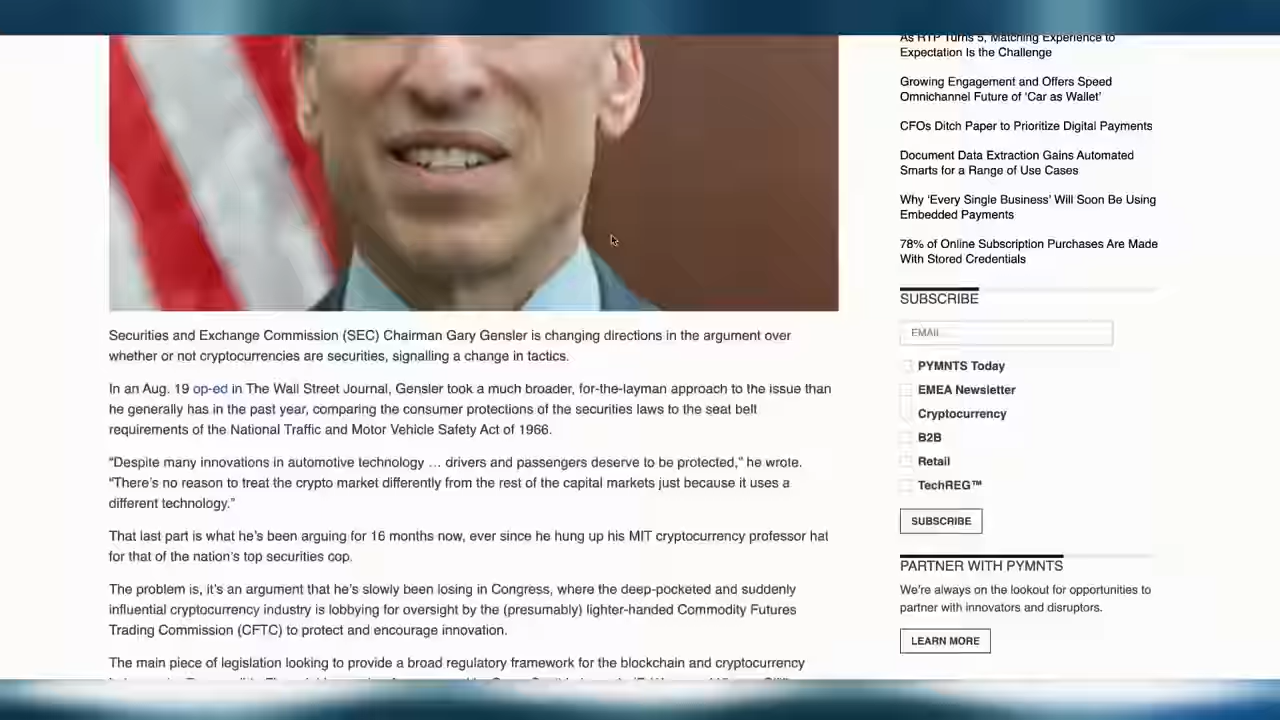 Securities and Exchange Commission (SEC) Chairman Gary Gensler is changing directions in the argument over
whether or not cryptocurrencies are securities, signalling a change in tactics.
In an Aug. 19 op-ed in The Wall Street Journal, Gensler took a much broader, for-the-layman approach to the issue than
he generally has in the past year, comparing the consumer protections of the securities laws to the seat belt
requirements of the National Traffic and Motor Vehicle Safety Act of 1966.
“Despite many innovations in automotive technology … drivers and passengers deserve to be protected,” he wrote.
“There’s no reason to treat the crypto market differently from the rest of the capital markets just because it uses a
different technology.”
That last part is what he’s been arguing for 16 months now, ever since he hung up his MIT cryptocurrency professor hat
for that of the nation’s top securities cop.
The problem is, it’s an argument that he’s slowly been losing in Congress, where the deep-pocketed and suddenly
influential cryptocurrency industry is lobbying for oversight by the (presumably) lighter-handed Commodity Futures
Trading Commission (CFTC) to protect and encourage innovation.
The main piece of legislation looking to provide a broad regulatory framework for the blockchain and cryptocurrency
As RTP Turns 5, Matching Experience to
Expectation Is the Challenge
Growing Engagement and Offers Speed
Omnichannel Future of ‘Car as Wallet’
CFOs Ditch Paper to Prioritize Digital Payments
Document Data Extraction Gains Automated
Smarts for a Range of Use Cases
Why ‘Every Single Business’ Will Soon Be Using
Embedded Payments
78% of Online Subscription Purchases Are Made
With Stored Credentials
SUBSCRIBE
EMAIL
PYMNTS Today
EMEA Newsletter
Cryptocurrency
B2B
Retail
TechREG™
SUBSCRIBE
PARTNER WITH PYMNTS
We’re always on the lookout for opportunities to
partner with innovators and disruptors.
LEARN MORE